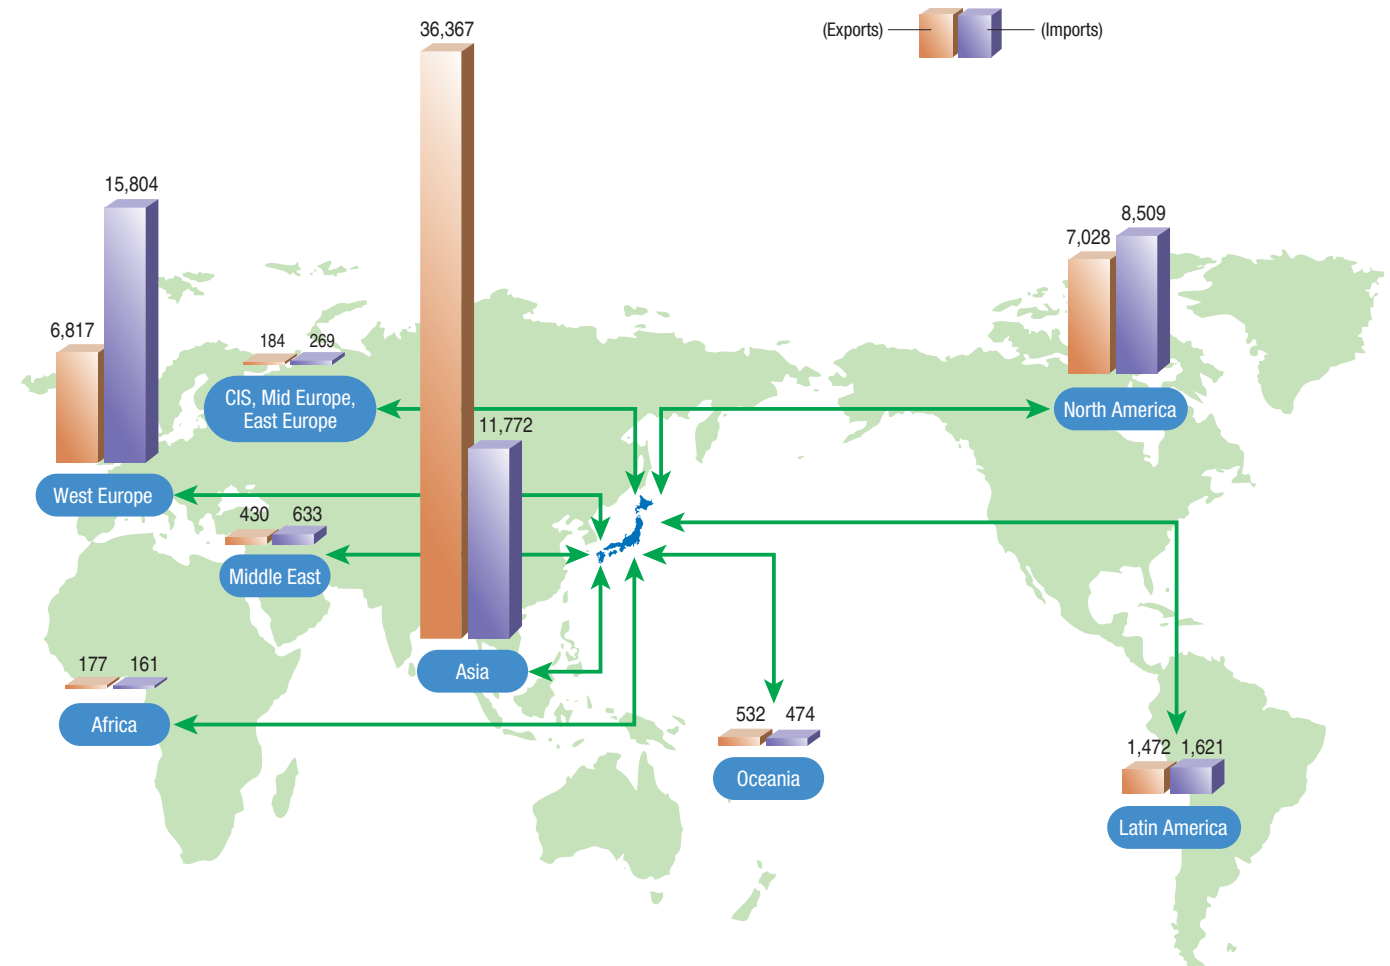 36,367
(Exports)
(Imports)
15,804
8,509
7,028
6,817
184
269
CIS, Mid Europe,
East Europe
North America
11,772
West Europe
430
633
Middle East
177
161
Asia
Africa
532
474
Oceania
1,472
1,621
Latin America